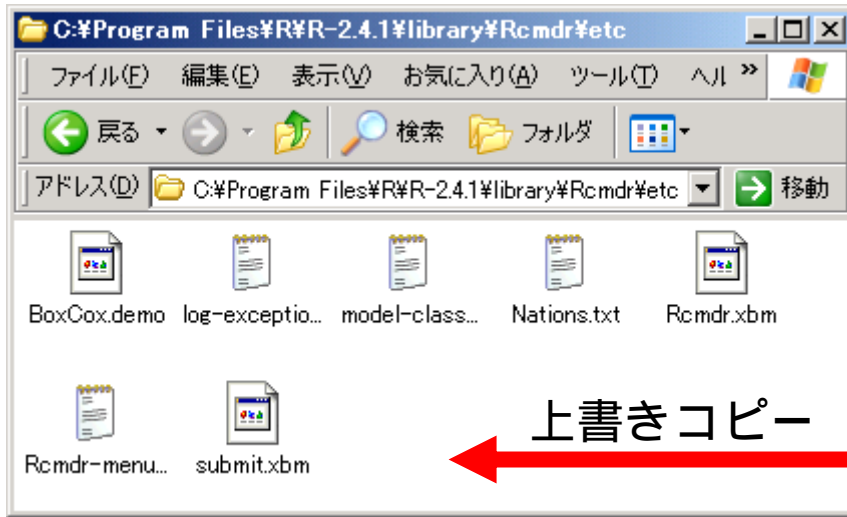 C:¥Program Files¥R¥R-2.4.1¥library¥Rcmdr¥etc
ファイル(F) 編集(E) 表示(V) お気に入り(A) ツール(T) ヘル »
戻る 検索 フォルダ
アドレス(D) C:¥Program Files¥R¥R-2.4.1¥library¥Rcmdr¥etc 移動
BoxCox.demo log-exceptio... model-class... Nations.txt Rcmdr.xbm
上書きコピー
Rcmdr-menu... submit.xbm